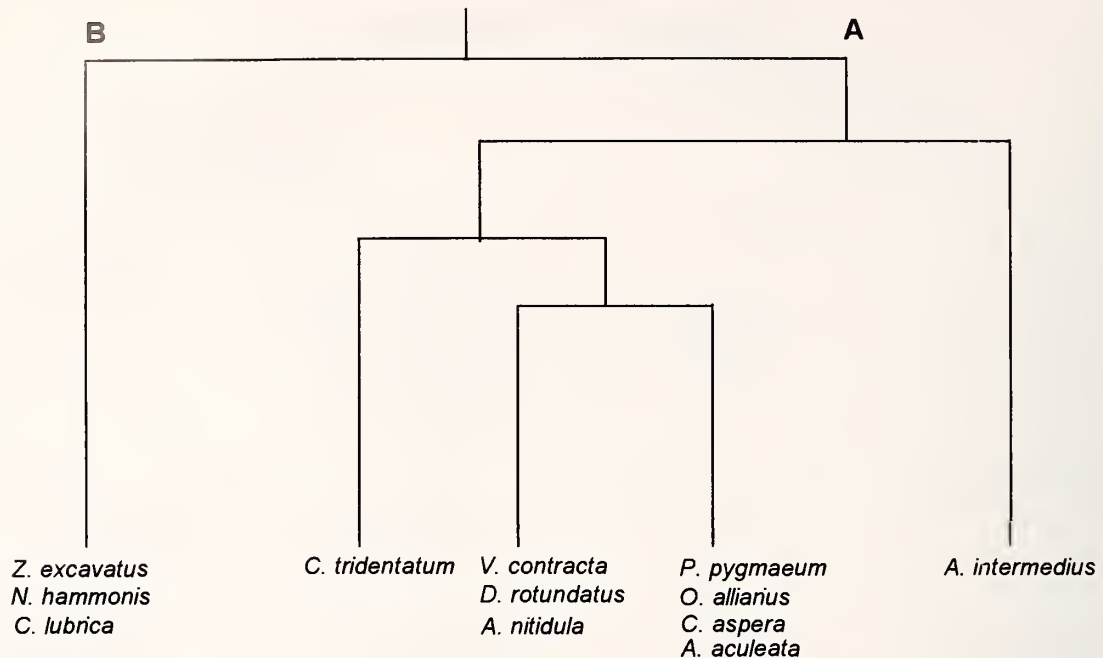 B
A
Z. excavatus
N. hammonis
C. lubrica
C. tridentatum
V. contracta
D. rotundatus
A. nitidula
P. pygmaeum
O. alliarius
C. aspera
A. aculeata
A. intermedius